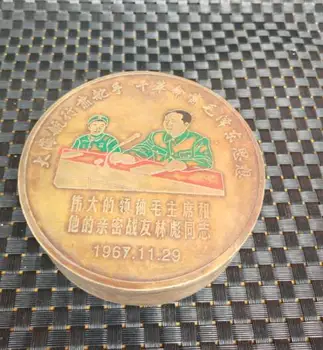 大海航行靠舵手 干革命靠毛泽东思想
伟大的领袖毛主席和
他的亲密战友林彪同志
1967.11.29